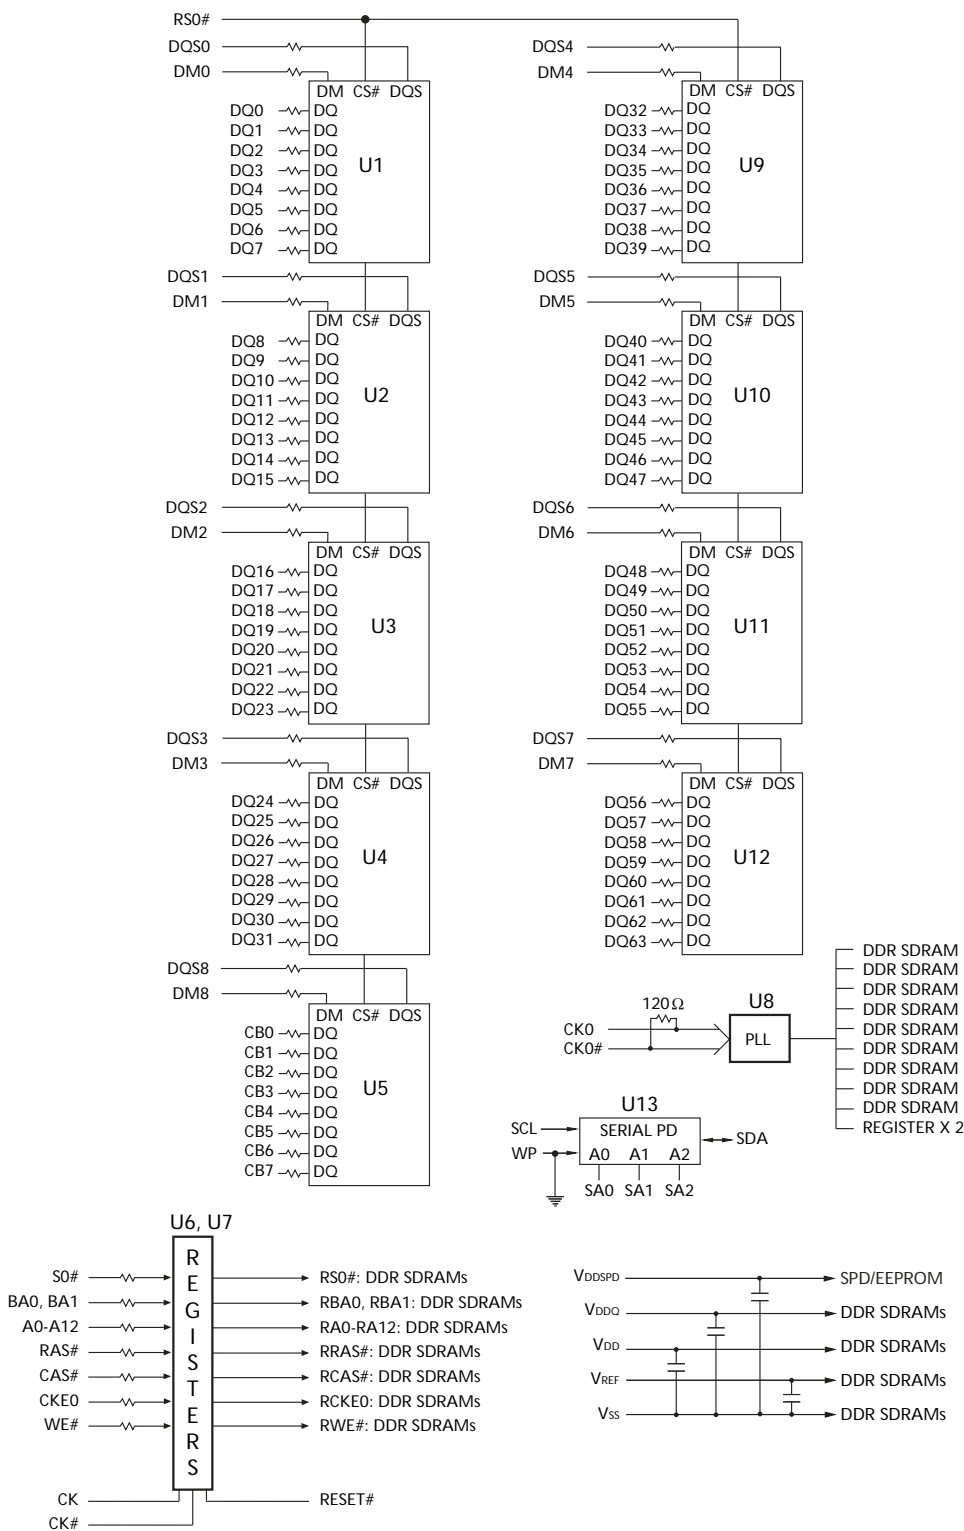 RS0#
DQS0
DM0
DM CS# DQS
DQ0 DQ
DQ1 DQ
DQ2 DQ
DQ3 DQ
DQ4 DQ
DQ5 DQ
DQ6 DQ
DQ7 DQ
U1
DQS1
DM1
DM CS# DQS
DQ8 DQ
DQ9 DQ
DQ10 DQ
DQ11 DQ
DQ12 DQ
DQ13 DQ
DQ14 DQ
DQ15 DQ
U2
DQS2
DM2
DM CS# DQS
DQ16 DQ
DQ17 DQ
DQ18 DQ
DQ19 DQ
DQ20 DQ
DQ21 DQ
DQ22 DQ
DQ23 DQ
U3
DQS3
DM3
DM CS# DQS
DQ24 DQ
DQ25 DQ
DQ26 DQ
DQ27 DQ
DQ28 DQ
DQ29 DQ
DQ30 DQ
DQ31 DQ
U4
DQS8
DM8
DM CS# DQS
CB0 DQ
CB1 DQ
CB2 DQ
CB3 DQ
CB4 DQ
CB5 DQ
CB6 DQ
CB7 DQ
U5
DQS4
DM4
DM CS# DQS
DQ32 DQ
DQ33 DQ
DQ34 DQ
DQ35 DQ
DQ36 DQ
DQ37 DQ
DQ38 DQ
DQ39 DQ
U9
DQS5
DM5
DM CS# DQS
DQ40 DQ
DQ41 DQ
DQ42 DQ
DQ43 DQ
DQ44 DQ
DQ45 DQ
DQ46 DQ
DQ47 DQ
U10
DQS6
DM6
DM CS# DQS
DQ48 DQ
DQ49 DQ
DQ50 DQ
DQ51 DQ
DQ52 DQ
DQ53 DQ
DQ54 DQ
DQ55 DQ
U11
DQS7
DM7
DM CS# DQS
DQ56 DQ
DQ57 DQ
DQ58 DQ
DQ59 DQ
DQ60 DQ
DQ61 DQ
DQ62 DQ
DQ63 DQ
U12
120Ω
CK0
CK0#
U8
PLL
DDR SDRAM
DDR SDRAM
DDR SDRAM
DDR SDRAM
DDR SDRAM
DDR SDRAM
DDR SDRAM
DDR SDRAM
DDR SDRAM
REGISTER X 2
U13
SCL
WP
SERIAL PD
A0 A1 A2
SDA
SA0 SA1 SA2
U6, U7
REGISTERS
S0# RS0#: DDR SDRAMs
BA0, BA1 RBA0, RBA1: DDR SDRAMs
A0-A12 RA0-RA12: DDR SDRAMs
RAS# RRAS#: DDR SDRAMs
CAS# RCAS#: DDR SDRAMs
CKE0 RCKE0: DDR SDRAMs
WE# RWE#: DDR SDRAMs
CK RESET#
CK#
VDDSPD SPD/EEPROM
VDDQ DDR SDRAMs
VDD DDR SDRAMs
VREF DDR SDRAMs
VSS DDR SDRAMs